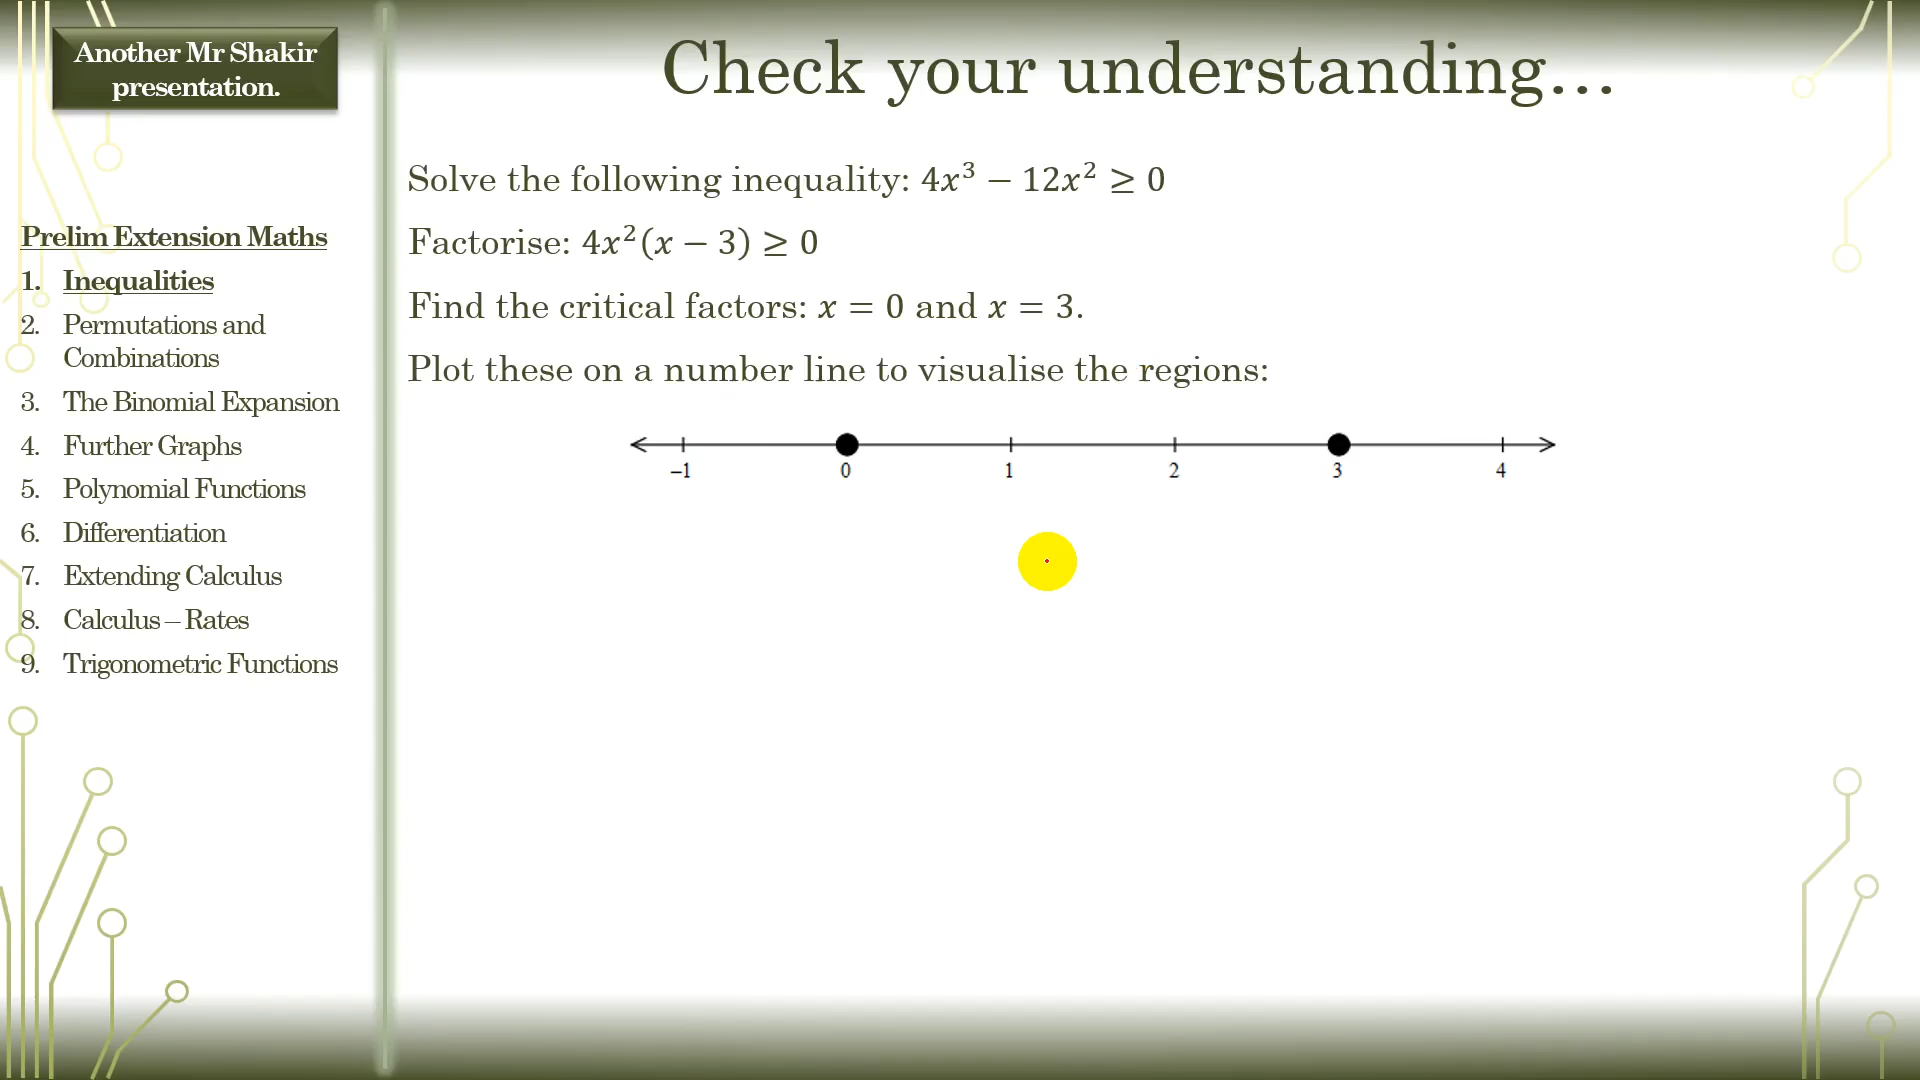 Another Mr Shakir
presentation.
Check your understanding...
Prelim Extension Maths
1. Inequalities
2. Permutations and
Combinations
3. The Binomial Expansion
4. Further Graphs
5. Polynomial Functions
6. Differentiation
7. Extending Calculus
8. Calculus – Rates
9. Trigonometric Functions
Solve the following inequality: 4x³ − 12x² ≥ 0
Factorise: 4x²(x − 3) ≥ 0
Find the critical factors: x = 0 and x = 3.
Plot these on a number line to visualise the regions:
−1 0 1 2 3 4